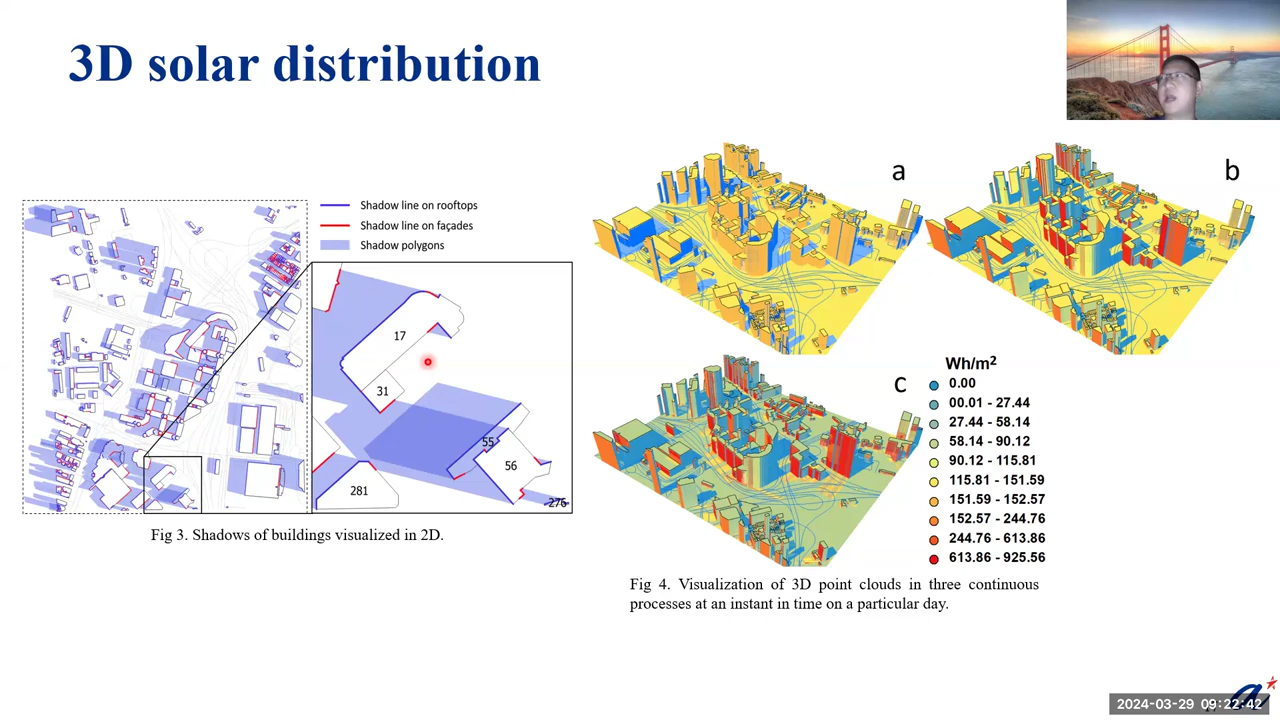 3D solar distribution
Shadow line on rooftops
Shadow line on façades
Shadow polygons
17
31
55
56
281
276
Fig 3. Shadows of buildings visualized in 2D.
a
b
c
Wh/m²
0.00
00.01 - 27.44
27.44 - 58.14
58.14 - 90.12
90.12 - 115.81
115.81 - 151.59
151.59 - 152.57
152.57 - 244.76
244.76 - 613.86
613.86 - 925.56
Fig 4. Visualization of 3D point clouds in three continuous
processes at an instant in time on a particular day.
2024-03-29 09:22:42